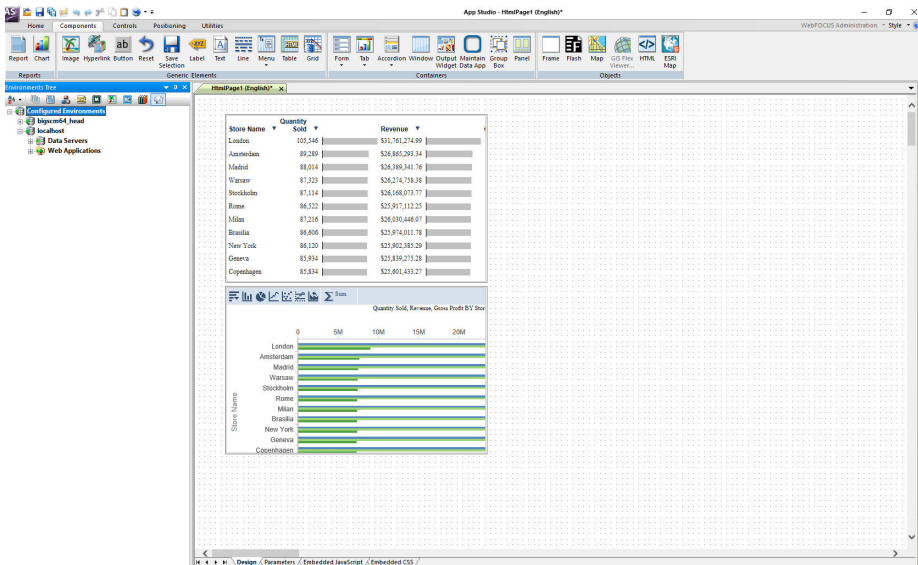 App Studio - HtmlPage1 (English)*
Home Components Controls Positioning Utilities
WebFOCUS Administration Style
Report Chart Image Hyperlink Button Reset Save Selection Label Text Line Menu Table Grid Form Tab Accordion Window Output Widget Maintain Data App Group Box Panel Frame Flash Map GIS Flex Viewer... HTML ESRI Map
Reports Generic Elements Containers Objects
Environments Tree
HtmlPage1 (English)* x
Configured Environments
bigscm64_head
localhost
Data Servers
Web Applications
Store Name Quantity Sold Revenue
London 105,546 $31,761,274.99
Amsterdam 89,289 $26,865,293.34
Madrid 88,014 $26,389,341.76
Warsaw 87,323 $26,274,758.38
Stockholm 87,114 $26,168,073.77
Rome 86,522 $25,917,112.25
Milan 87,216 $26,030,446.07
Brasilia 86,606 $25,974,011.78
New York 86,120 $25,902,385.29
Geneva 85,934 $25,839,275.28
Copenhagen 85,834 $25,601,433.27
Sum
Quantity Sold, Revenue, Gross Profit BY Stor
0 5M 10M 15M 20M
Store Name
London
Amsterdam
Madrid
Warsaw
Stockholm
Rome
Milan
Brasilia
New York
Geneva
Copenhagen
Design Parameters Embedded JavaScript Embedded CSS